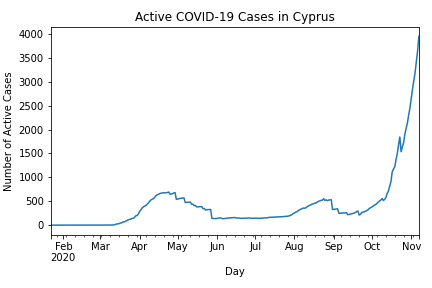 Active COVID-19 Cases in Cyprus
Number of Active Cases
4000
3500
3000
2500
2000
1500
1000
500
0
Feb Mar Apr May Jun Jul Aug Sep Oct Nov
2020
Day